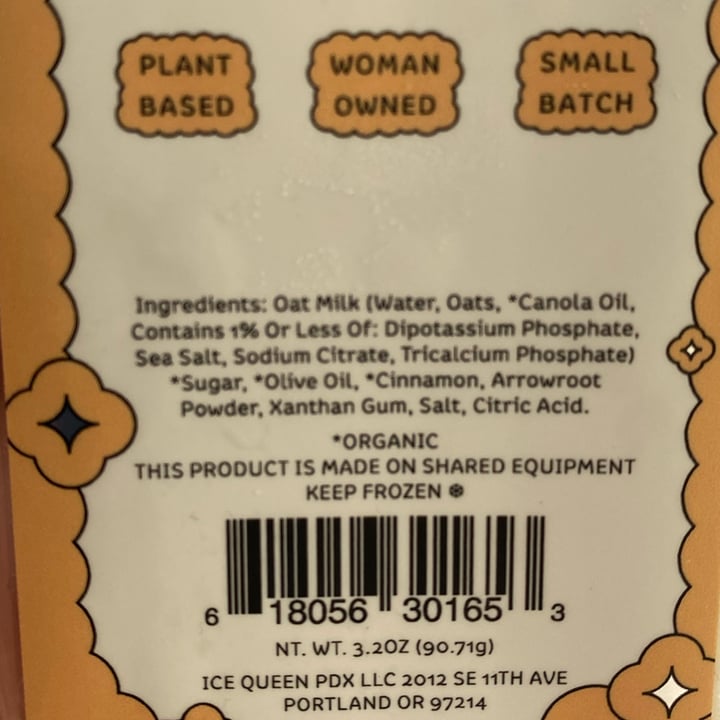 PLANT
BASED
WOMAN
OWNED
SMALL
BATCH
Ingredients: Oat Milk (Water, Oats, *Canola Oil,
Contains 1% Or Less Of: Dipotassium Phosphate,
Sea Salt, Sodium Citrate, Tricalcium Phosphate)
*Sugar, *Olive Oil, *Cinnamon, Arrowroot
Powder, Xanthan Gum, Salt, Citric Acid.
*ORGANIC
THIS PRODUCT IS MADE ON SHARED EQUIPMENT
KEEP FROZEN ❄
6 18056 30165 3
NT. WT. 3.2OZ (90.71g)
ICE QUEEN PDX LLC 2012 SE 11TH AVE
PORTLAND OR 97214